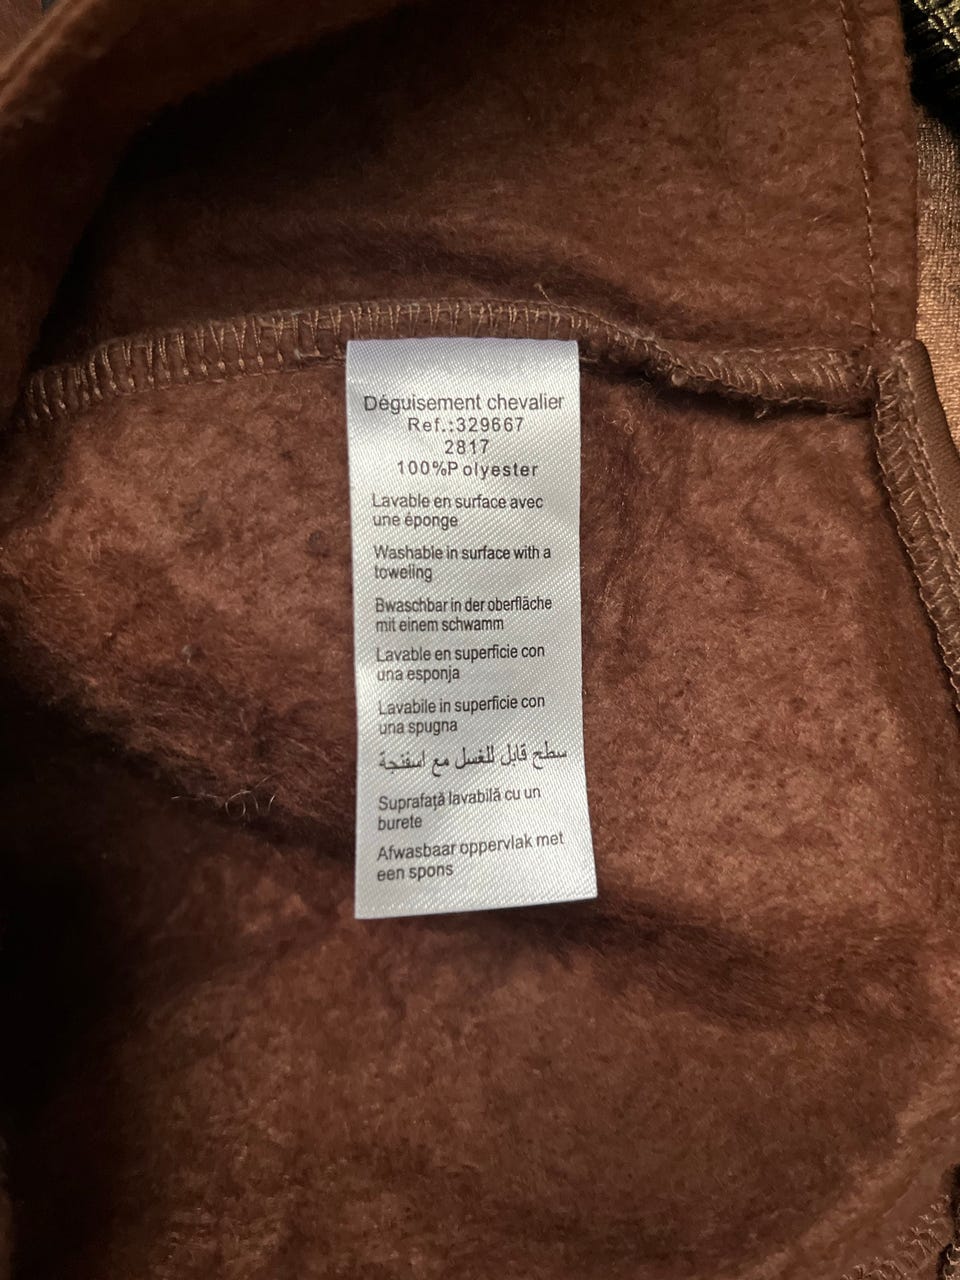 Déguisement chevalier
Ref.:329667
2817
100%Polyester
Lavable en surface avec
une éponge
Washable in surface with a
toweling
Bwaschbar in der oberfläche
mit einem schwamm
Lavable en superficie con
una esponja
Lavabile in superficie con
una spugna
سطح قابل للغسل مع اسفنجة
Suprafață lavabilă cu un
burete
Afwasbaar oppervlak met
een spons